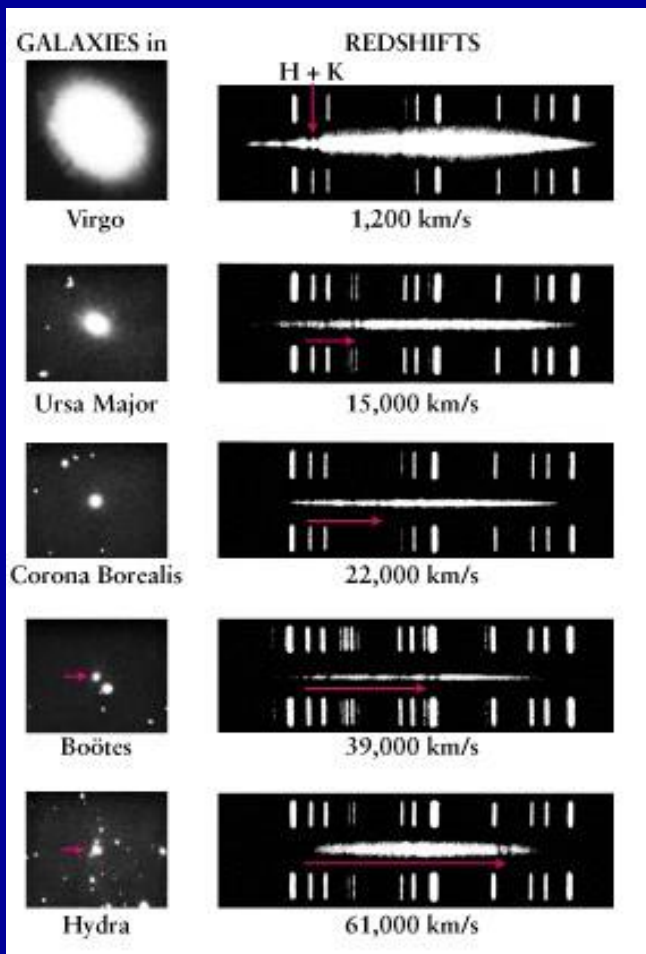 GALAXIES in REDSHIFTS
H + K
Virgo 1,200 km/s
Ursa Major 15,000 km/s
Corona Borealis 22,000 km/s
Boötes 39,000 km/s
Hydra 61,000 km/s